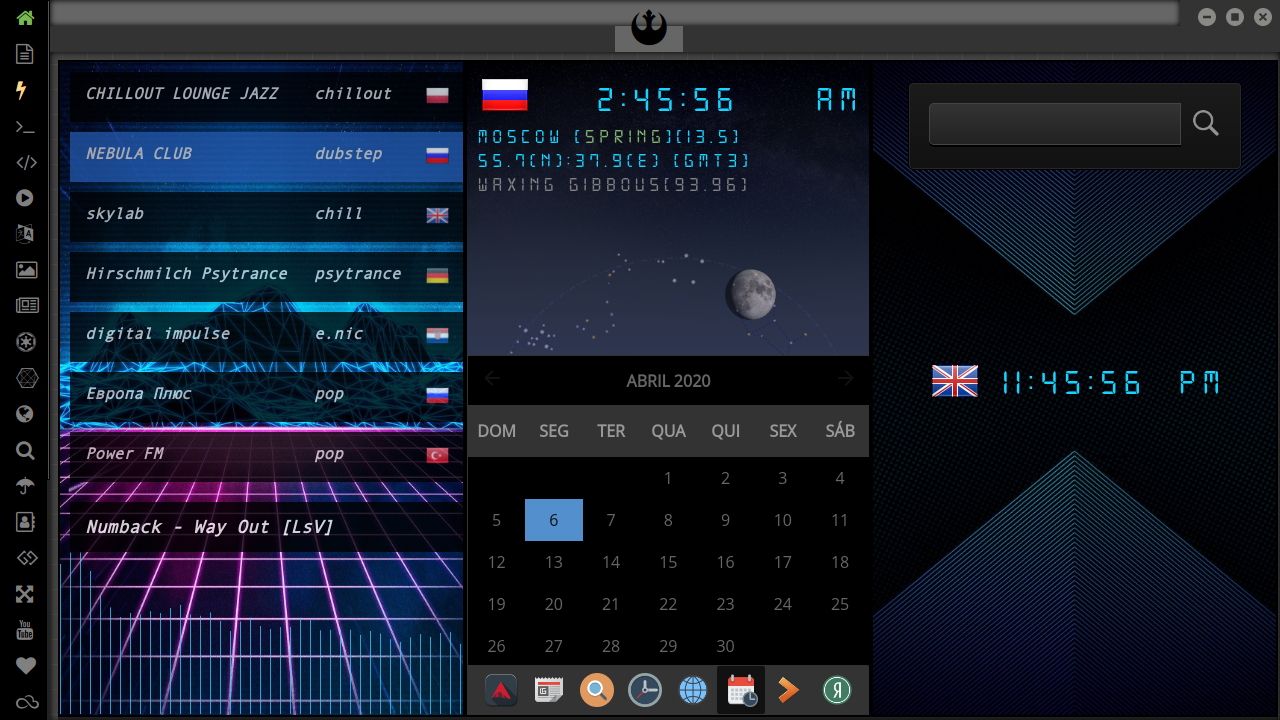 CHILLOUT LOUNGE JAZZ chillout
NEBULA CLUB dubstep
skylab chill
Hirschmilch Psytrance psytrance
digital impulse e.nic
Европа Плюс pop
Power FM pop
Numback - Way Out [LsV]
2:45:56 AM
MOSCOW [SPRING][13.5]
55.7(N):37.9(E) [GMT3]
WAXING GIBBOUS[93.96]
ABRIL 2020
DOM SEG TER QUA QUI SEX SÁB
1 2 3 4
5 6 7 8 9 10 11
12 13 14 15 16 17 18
19 20 21 22 23 24 25
26 27 28 29 30
Я
11:45:56 PM
You
Tube